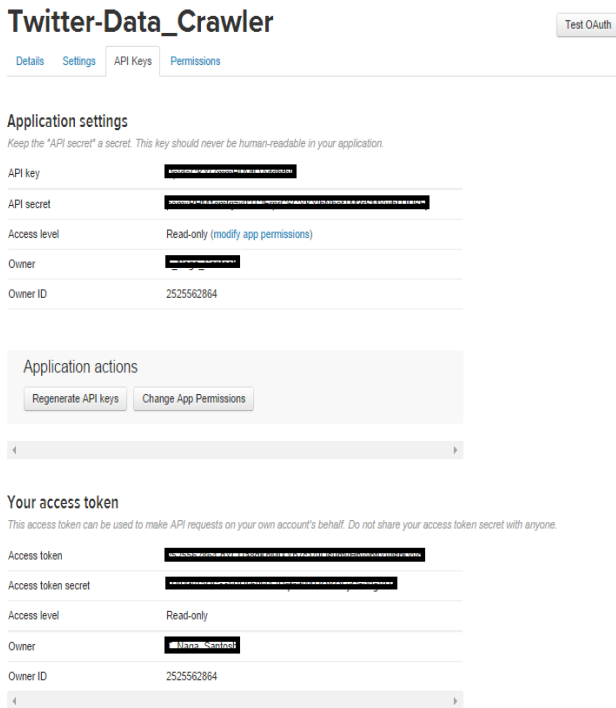 Twitter-Data_Crawler
Test OAuth
Details Settings API Keys Permissions
Application settings
Keep the "API secret" a secret. This key should never be human-readable in your application.
API key
API secret
Access level Read-only (modify app permissions)
Owner
Owner ID 2525562864
Application actions
Regenerate API keys Change App Permissions
Your access token
This access token can be used to make API requests on your own account's behalf. Do not share your access token secret with anyone.
Access token
Access token secret
Access level Read-only
Owner
Owner ID 2525562864